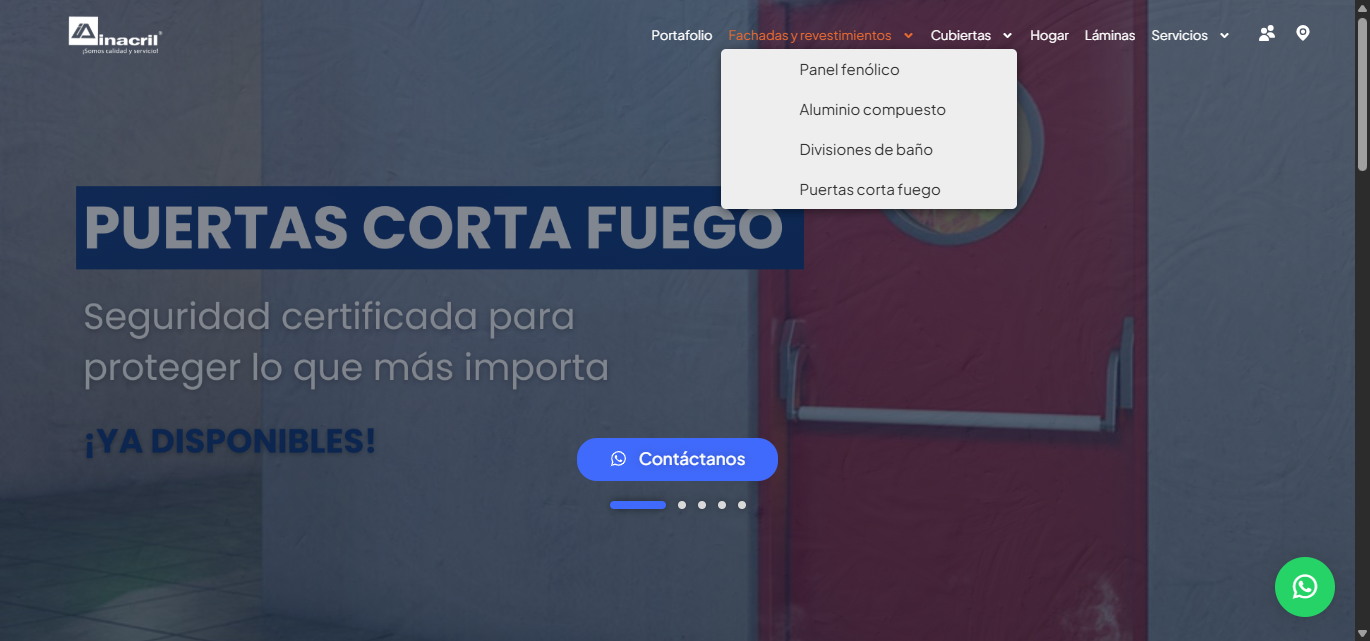 inacril®
¡Somos calidad y servicio!
Portafolio
Fachadas y revestimientos
Cubiertas
Hogar
Láminas
Servicios
Panel fenólico
Aluminio compuesto
Divisiones de baño
Puertas corta fuego
PUERTAS CORTA FUEGO
Seguridad certificada para
proteger lo que más importa
¡YA DISPONIBLES!
Contáctanos